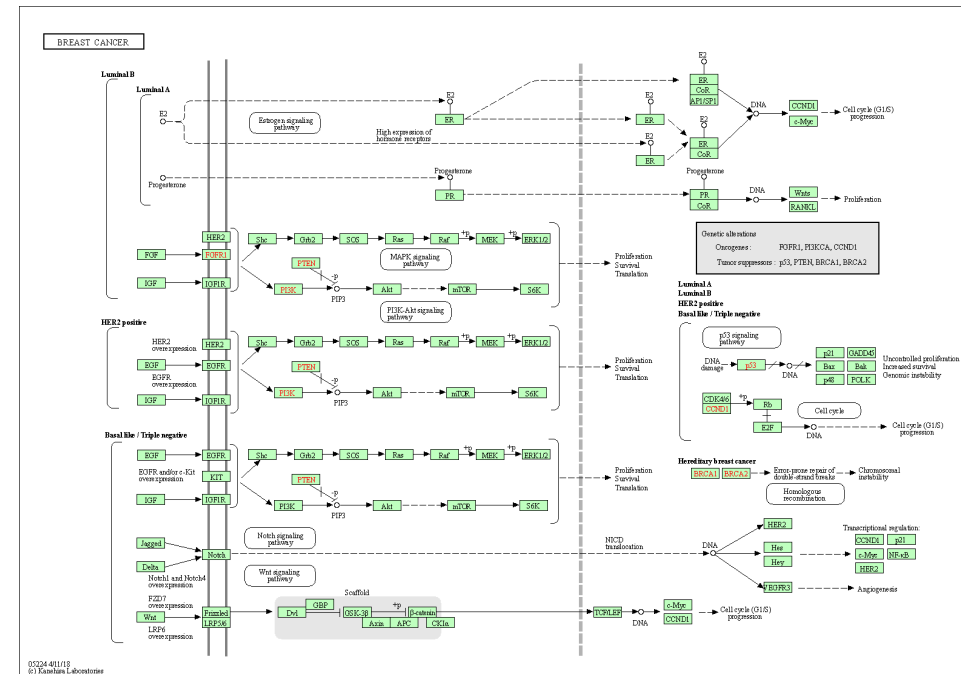 BREAST CANCER
Luminal B
Luminal A
E2
Estrogen signaling
pathway
High expression of
hormone receptors
E2
ER
E2
ER
E2
ER
E2
ER
CoR
AP1/SP1
E2
ER
CoR
DNA
CCND1
c-Myc
Cell cycle (G1/S)
progression
Progesterone
Progesterone
PR
Progesterone
PR
CoR
DNA
Wnts
RANKL
Proliferation
HER2
FGF
FGFR1
IGF
IGF1R
Shc
Grb2
SOS
Ras
Raf
+p
MEK
+p
ERK1/2
MAPK signaling
pathway
PTEN
-p
PI3K
PIP3
Akt
mTOR
S6K
PI3K-Akt signaling
pathway
Proliferation
Survival
Translation
Genetic alterations
Oncogenes : FGFR1, PI3KCA, CCND1
Tumor suppressors : p53, PTEN, BRCA1, BRCA2
HER2 positive
HER2
overexpression
HER2
EGF
EGFR
EGFR
overexpression
IGF
IGF1R
Shc
Grb2
SOS
Ras
Raf
+p
MEK
+p
ERK1/2
PTEN
-p
PI3K
PIP3
Akt
mTOR
S6K
Proliferation
Survival
Translation
Luminal A
Luminal B
HER2 positive
Basal like / Triple negative
p53 signaling
pathway
DNA
damage
p53
DNA
p21
GADD45
Bax
Bak
p48
POLK
Uncontrolled proliferation
Increased survival
Genomic instability
CDK4/6
CCND1
+p
Rb
E2F
Cell cycle
DNA
Cell cycle (G1/S)
progression
Basal like / Triple negative
EGF
EGFR
EGFR and/or c-Kit
overexpression
KIT
IGF
IGF1R
Shc
Grb2
SOS
Ras
Raf
+p
MEK
+p
ERK1/2
PTEN
-p
PI3K
PIP3
Akt
mTOR
S6K
Proliferation
Survival
Translation
Hereditary breast cancer
BRCA1
BRCA2
Error-prone repair of
double-strand breaks
Chromosomal
instability
Homologous
recombination
Jagged
Delta
Notch
Notch1 and Notch4
overexpression
Notch signaling
pathway
NICD
translocation
DNA
HER2
Hes
Hey
VEGFR3
Transcriptional regulation:
CCND1
p21
c-Myc
NF-κB
HER2
Angiogenesis
Wnt signaling
pathway
FZD7
overexpression
Wnt
Frizzled
LRP5/6
LRP6
overexpression
Scaffold
Dvl
GBP
GSK-3β
+p
β-catenin
Axin
APC
CKIα
TCF/LEF
DNA
c-Myc
CCND1
Cell cycle (G1/S)
progression
05224 4/11/18
(c) Kanehisa Laboratories